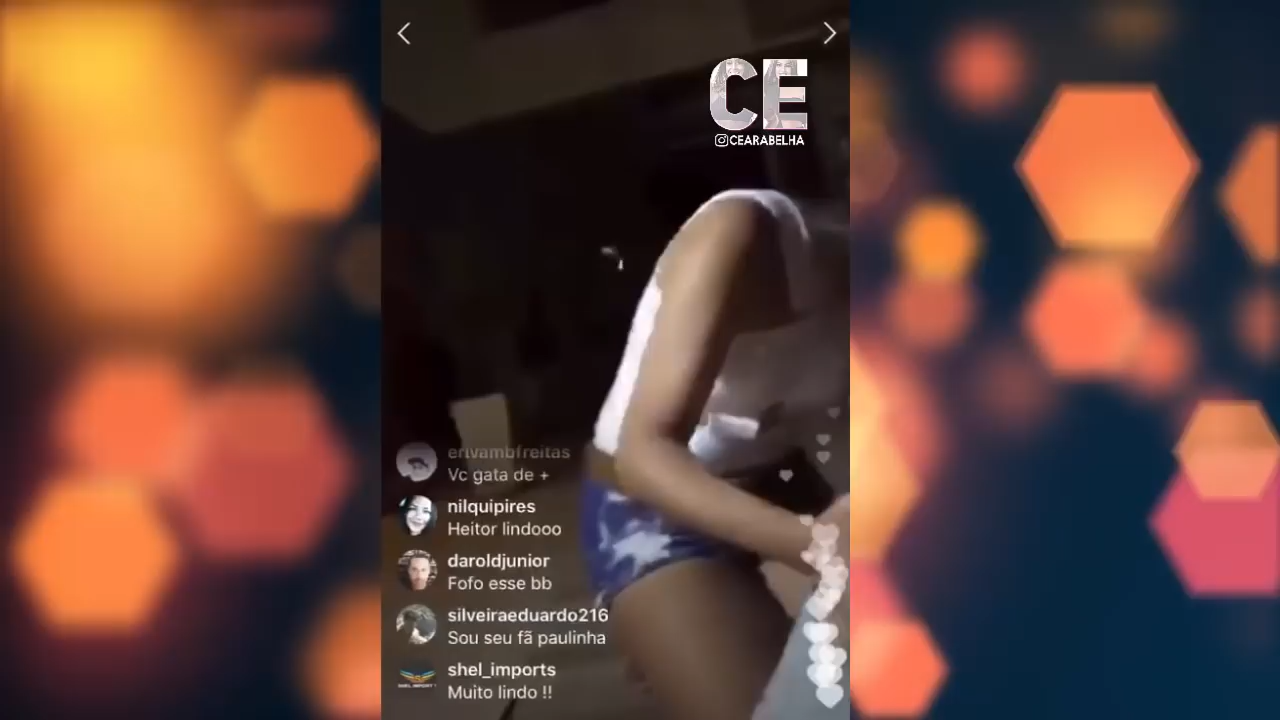 CE
CEARABELHA
erivambfreitas
Vc gata de +
nilquipires
Heitor lindooo
daroldjunior
Fofo esse bb
silveiraeduardo216
Sou seu fã paulinha
shel_imports
Muito lindo !!